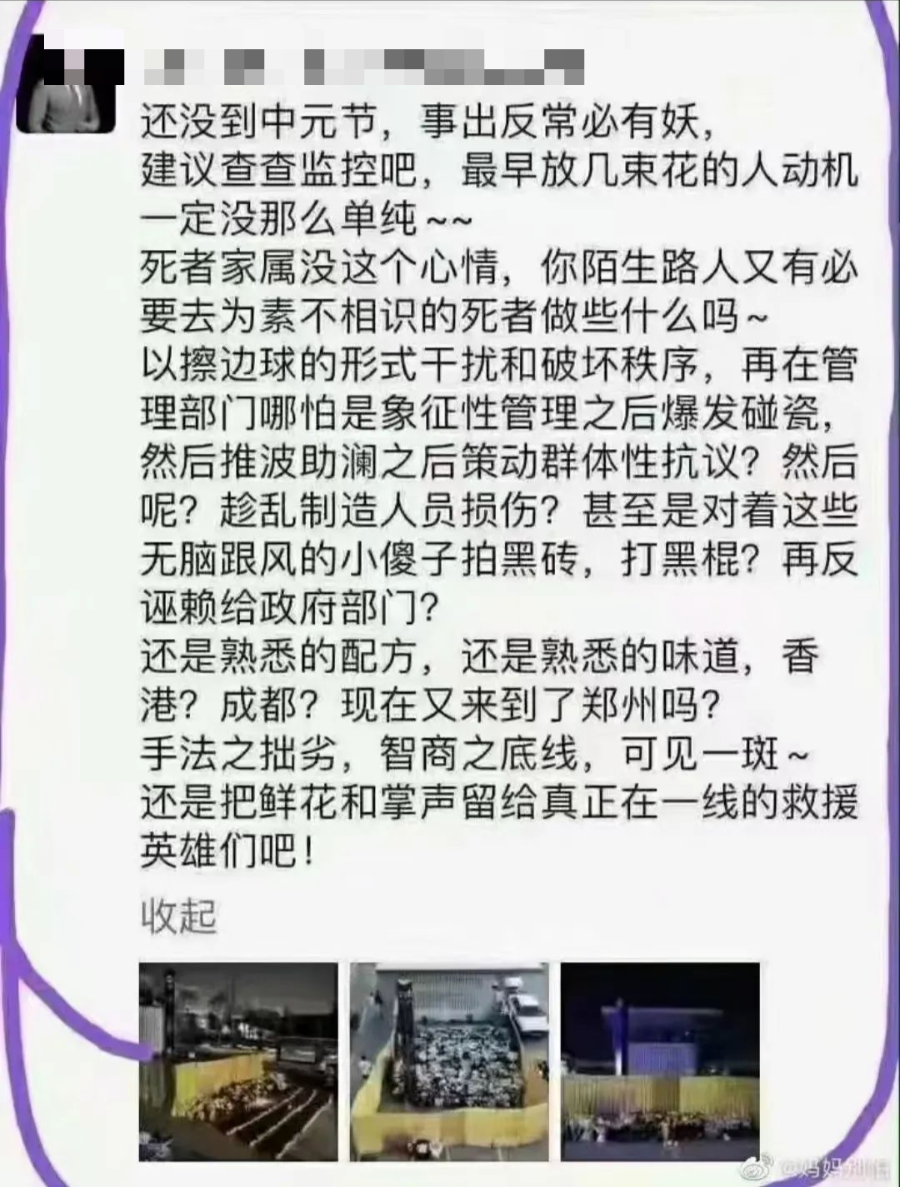 还没到中元节，事出反常必有妖，
建议查查监控吧，最早放几束花的人动机
一定没那么单纯~~
死者家属没这个心情，你陌生路人又有必
要去为素不相识的死者做些什么吗~
以擦边球的形式干扰和破坏秩序，再在管
理部门哪怕是象征性管理之后爆发碰瓷，
然后推波助澜之后策动群体性抗议？然后
呢？趁乱制造人员损伤？甚至是对着这些
无脑跟风的小傻子拍黑砖，打黑棍？再反
诬赖给政府部门？
还是熟悉的配方，还是熟悉的味道，香
港？成都？现在又来到了郑州吗？
手法之拙劣，智商之底线，可见一斑~
还是把鲜花和掌声留给真正在一线的救援
英雄们吧！
收起